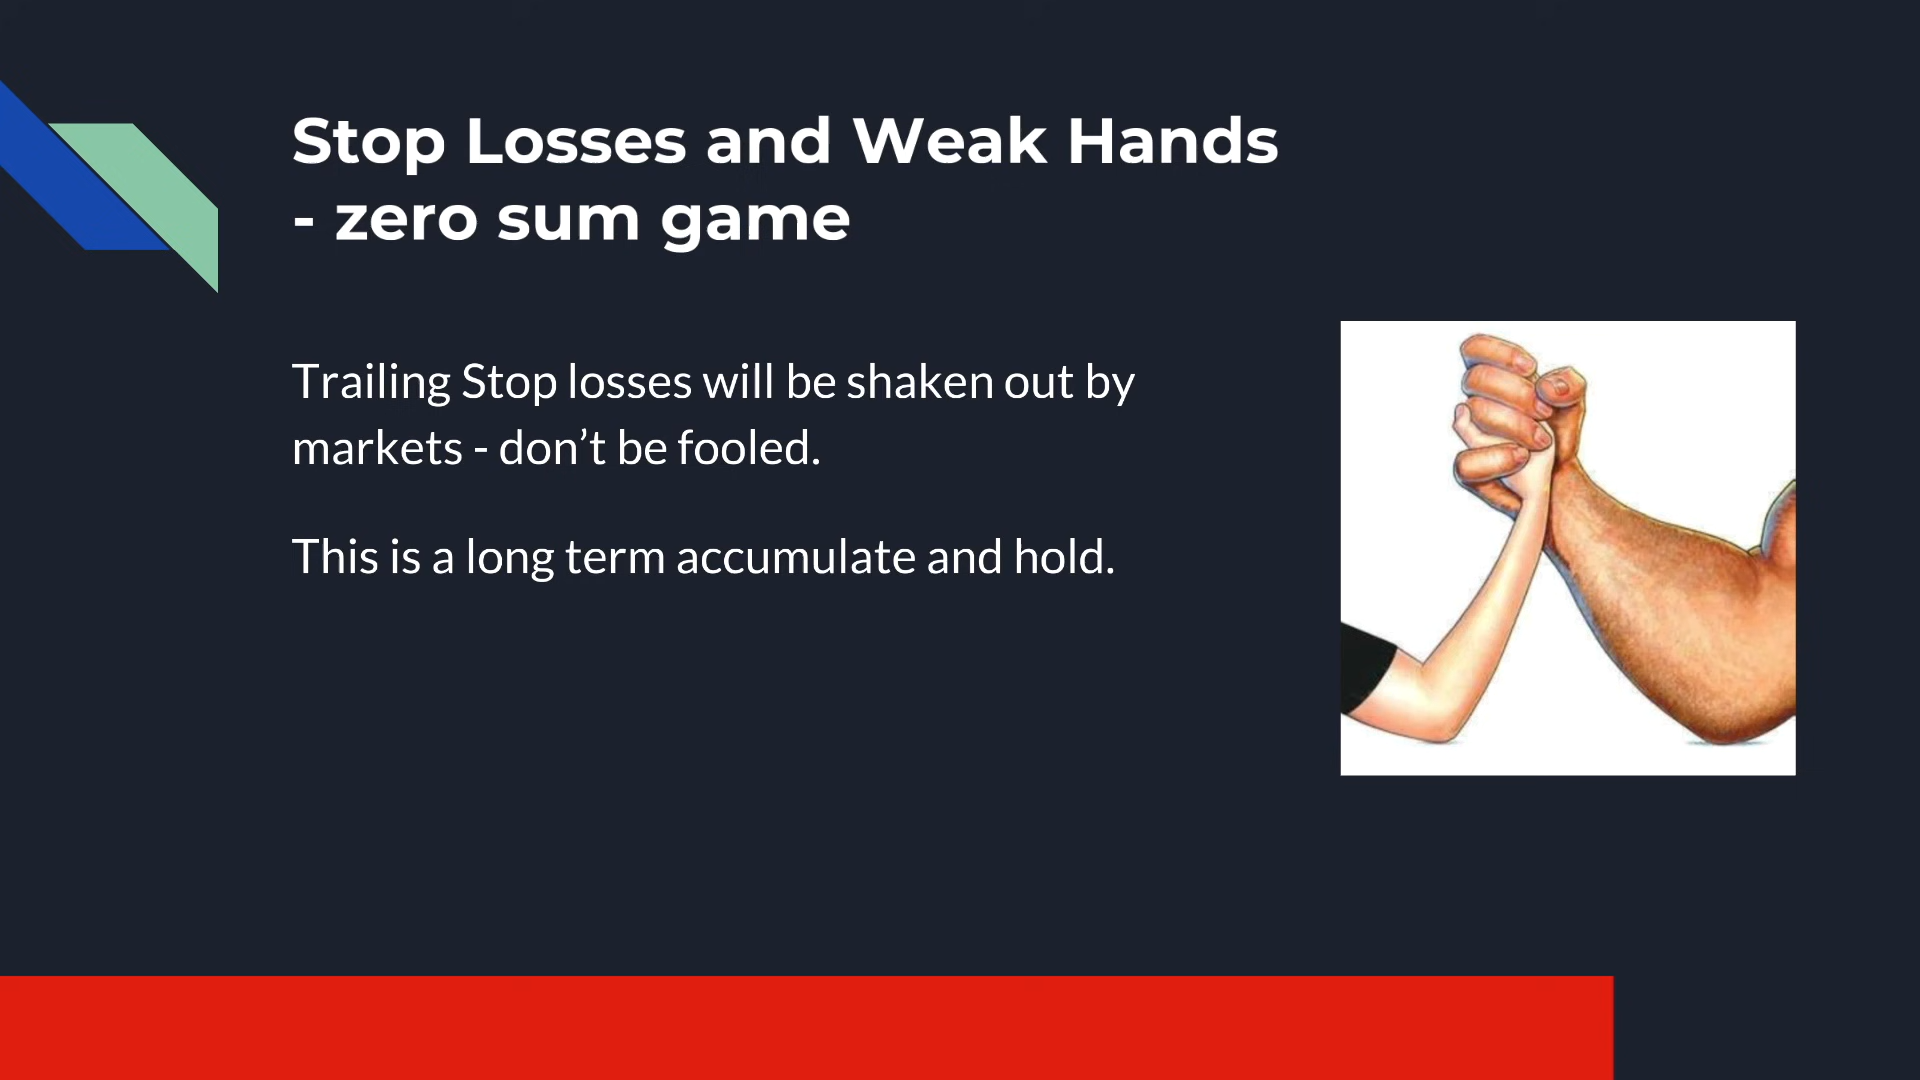 Stop Losses and Weak Hands
- zero sum game
Trailing Stop losses will be shaken out by
markets - don’t be fooled.
This is a long term accumulate and hold.